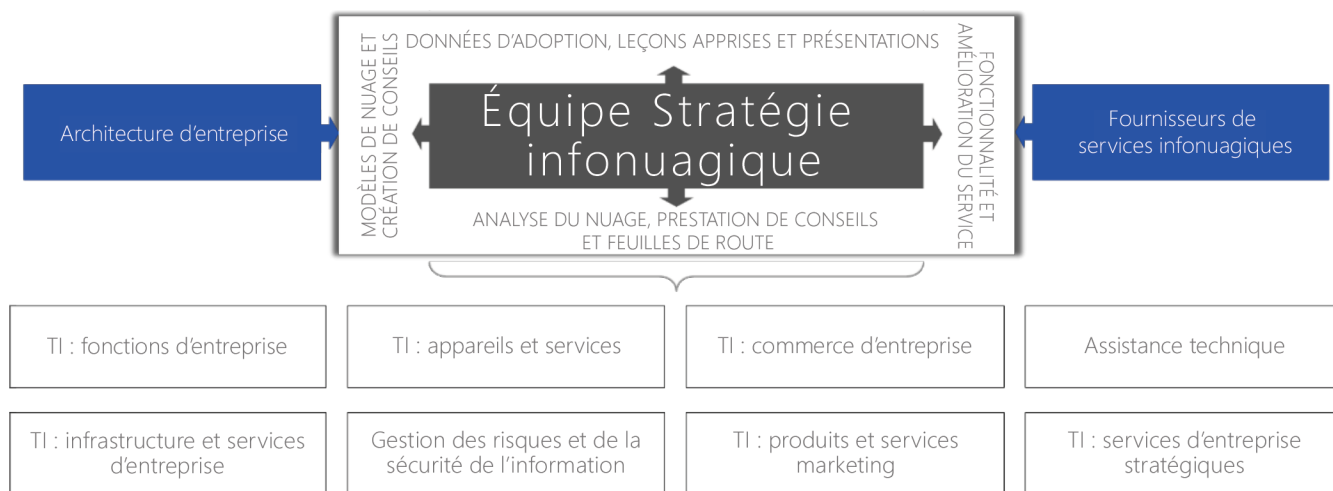 DONNÉES D'ADOPTION, LEÇONS APPRISES ET PRÉSENTATIONS
MODÈLES DE NUAGE ET
CRÉATION DE CONSEILS
FONCTIONNALITÉ ET
AMÉLIORATION DU SERVICE
Architecture d'entreprise
Équipe Stratégie
infonuagique
Fournisseurs de
services infonuagiques
ANALYSE DU NUAGE, PRESTATION DE CONSEILS
ET FEUILLES DE ROUTE
TI : fonctions d'entreprise
TI : appareils et services
TI : commerce d'entreprise
Assistance technique
TI : infrastructure et services
d'entreprise
Gestion des risques et de la
sécurité de l'information
TI : produits et services
marketing
TI : services d'entreprise
stratégiques